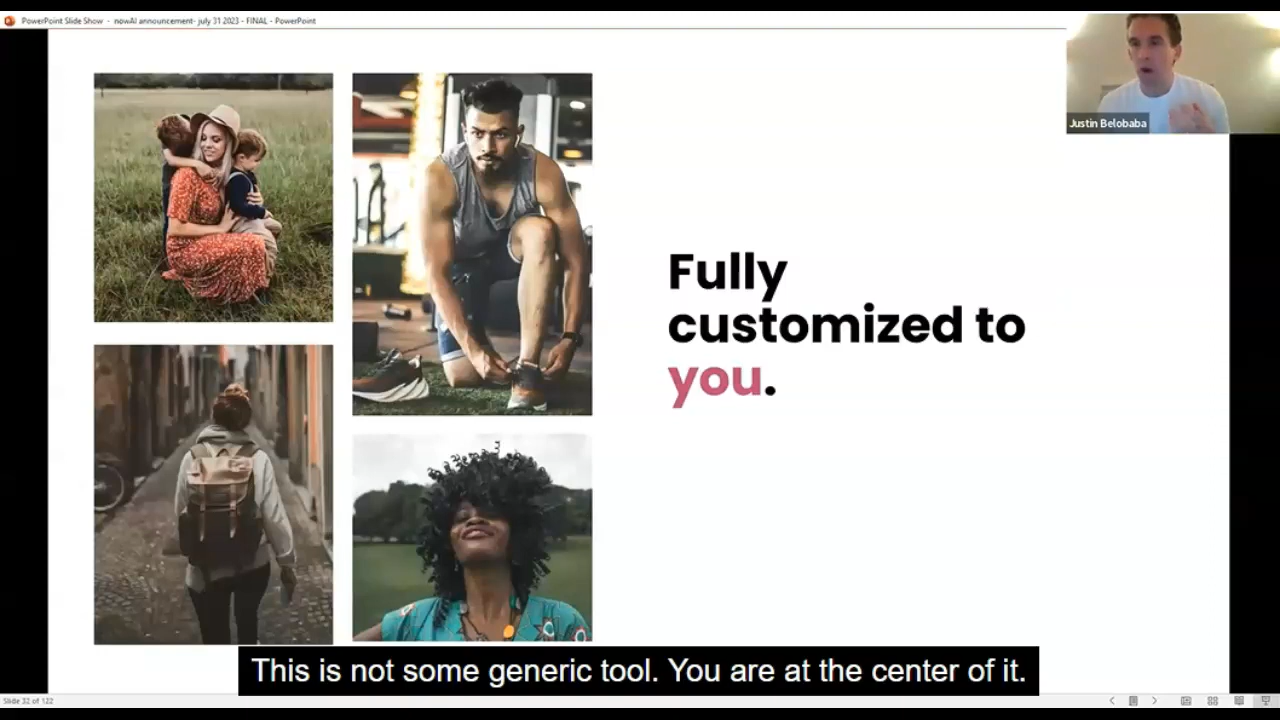 PowerPoint Slide Show - nowAI announcement- july 31 2023 - FINAL - PowerPoint
Justin Belobaba
Fully
customized to
you.
This is not some generic tool. You are at the center of it.
Slide 32 of 122